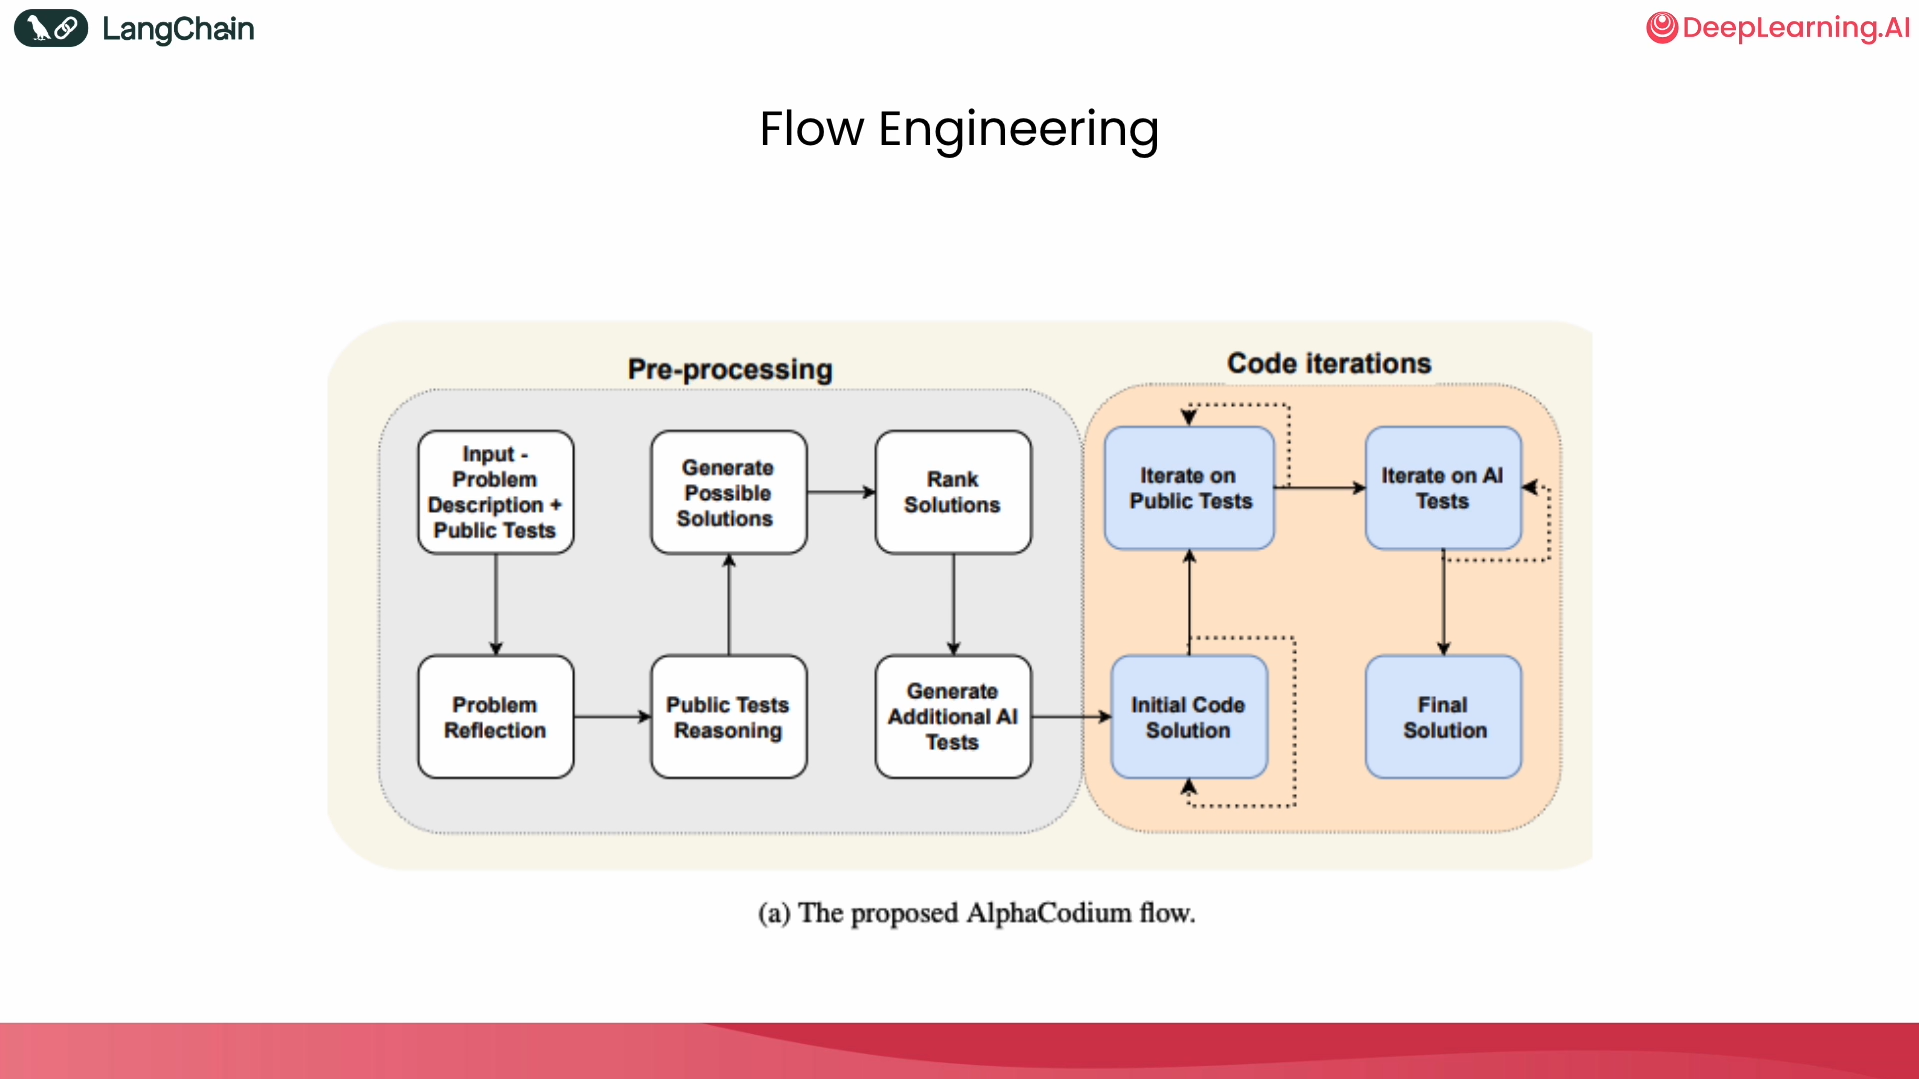 LangChain
DeepLearning.AI
Flow Engineering
Pre-processing
Code iterations
Input -
Problem
Description +
Public Tests
Generate
Possible
Solutions
Rank
Solutions
Iterate on
Public Tests
Iterate on AI
Tests
Problem
Reflection
Public Tests
Reasoning
Generate
Additional AI
Tests
Initial Code
Solution
Final
Solution
(a) The proposed AlphaCodium flow.